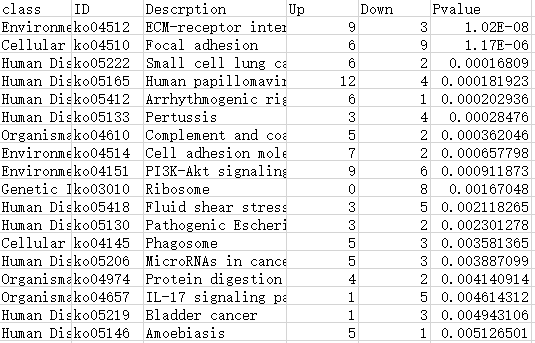 class ID Descrption Up Down Pvalue
Environme ko04512 ECM-receptor inter 9 3 1.02E-08
Cellular ko04510 Focal adhesion 6 9 1.17E-06
Human Dis ko05222 Small cell lung ca 6 2 0.00016809
Human Dis ko05165 Human papillomavir 12 4 0.000181923
Human Dis ko05412 Arrhythmogenic rig 6 1 0.000202936
Human Dis ko05133 Pertussis 3 4 0.00028476
Organisma ko04610 Complement and coa 5 2 0.000362046
Environme ko04514 Cell adhesion mole 7 2 0.000657798
Environme ko04151 PI3K-Akt signaling 9 6 0.000911873
Genetic I ko03010 Ribosome 0 8 0.00167048
Human Dis ko05418 Fluid shear stress 3 5 0.002118265
Human Dis ko05130 Pathogenic Escheri 3 2 0.002301278
Cellular ko04145 Phagosome 5 3 0.003581365
Human Dis ko05206 MicroRNAs in cance 5 3 0.003887099
Organisma ko04974 Protein digestion 4 2 0.004140914
Organisma ko04657 IL-17 signaling pa 1 5 0.004614312
Human Dis ko05219 Bladder cancer 1 3 0.004943106
Human Dis ko05146 Amoebiasis 5 1 0.005126501